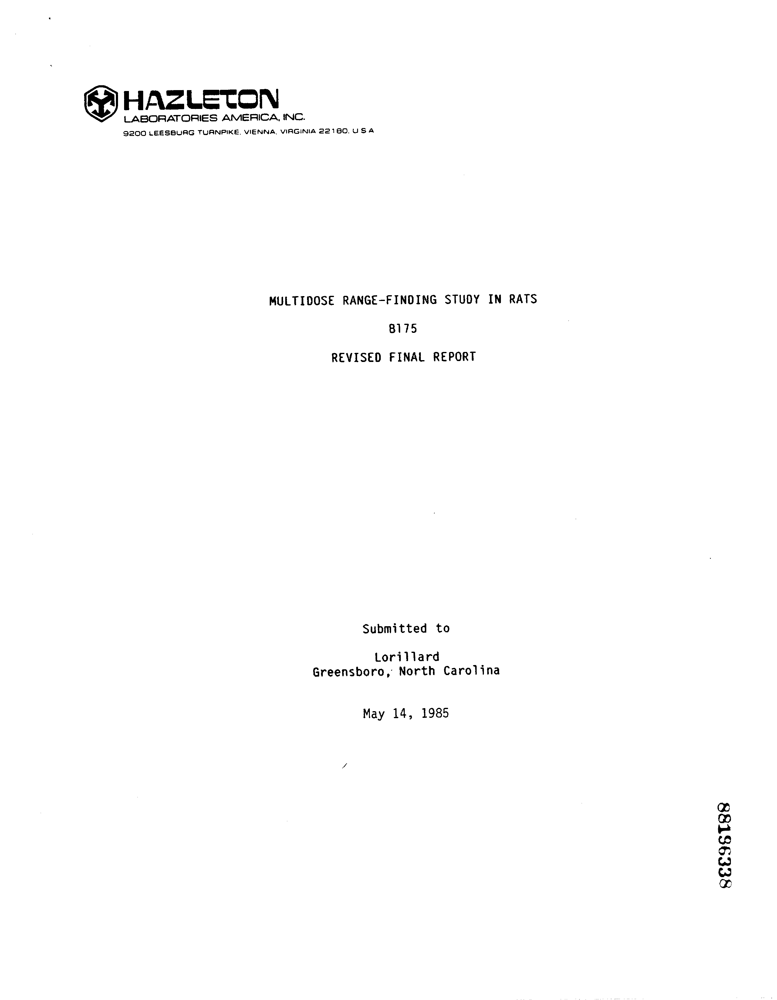 HAZLETON
LABORATORIES AMERICA, INC.
9200 LEESBURG TURNPIKE, VIENNA, VIRGINIA 22180, U S A
MULTIDOSE RANGE-FINDING STUDY IN RATS
B175
REVISED FINAL REPORT
Submitted to
Lorillard
Greensboro, North Carolina
May 14, 1985
88196338